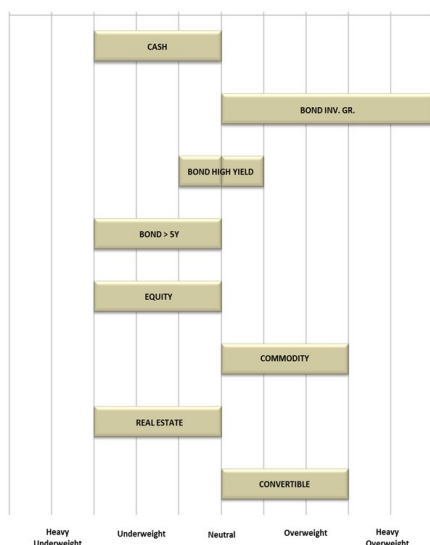 CASH
BOND INV. GR.
BOND HIGH YIELD
BOND > 5Y
EQUITY
COMMODITY
REAL ESTATE
CONVERTIBLE
Heavy Underweight Neutral Overweight Heavy
Underweight Overweight